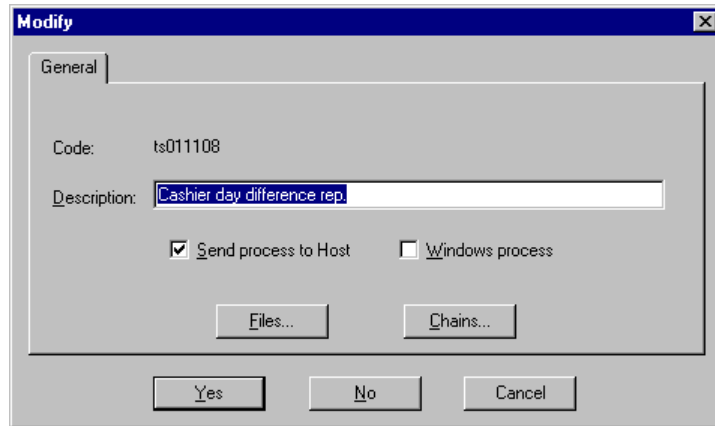 Modify
General
Code: ts011108
Description: Cashier day difference rep.
Send process to Host Windows process
Files... Chains...
Yes No Cancel